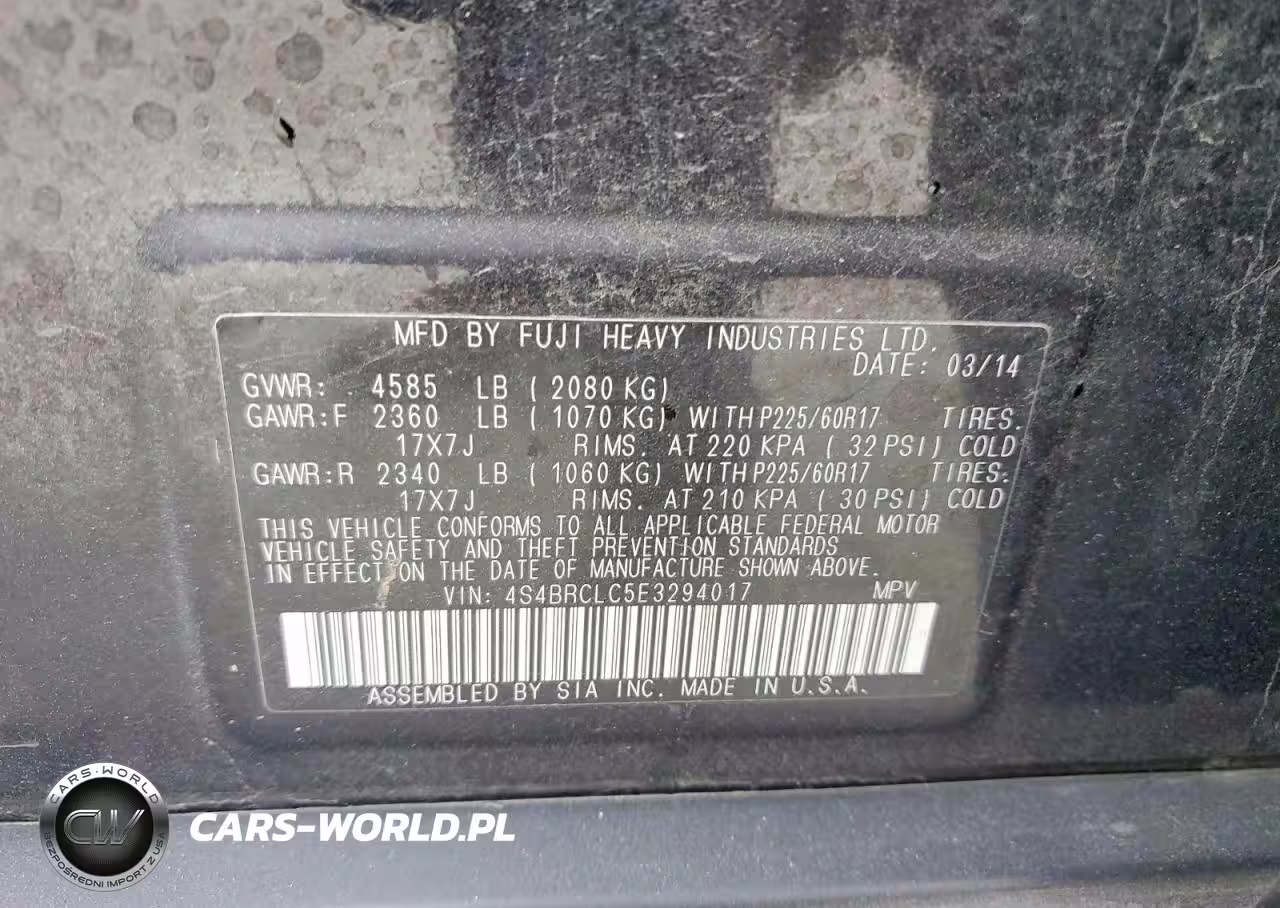 MFD BY FUJI HEAVY INDUSTRIES LTD.
DATE: 03/14
GVWR: 4585 LB ( 2080 KG)
GAWR:F 2360 LB ( 1070 KG) WITH P225/60R17 TIRES.
17X7J RIMS. AT 220 KPA ( 32 PSI) COLD
GAWR:R 2340 LB ( 1060 KG) WITH P225/60R17 TIRES.
17X7J RIMS. AT 210 KPA ( 30 PSI) COLD
THIS VEHICLE CONFORMS TO ALL APPLICABLE FEDERAL MOTOR
VEHICLE SAFETY AND THEFT PREVENTION STANDARDS
IN EFFECT ON THE DATE OF MANUFACTURE SHOWN ABOVE.
VIN: 4S4BRCLC5E3294017 MPV
ASSEMBLED BY SIA INC. MADE IN U.S.A.
CARS-WORLD
CW
BEZPOŚREDNI IMPORT Z USA
CARS-WORLD.PL